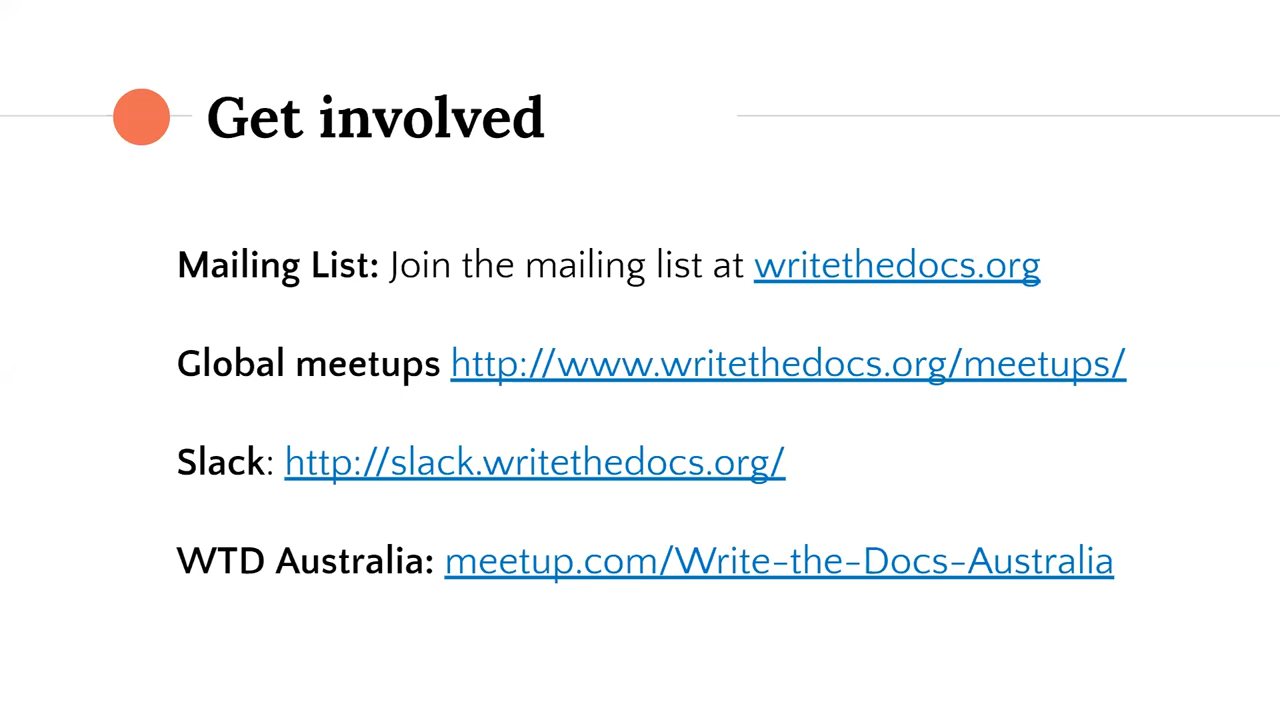 Get involved
Mailing List: Join the mailing list at writethedocs.org
Global meetups http://www.writethedocs.org/meetups/
Slack: http://slack.writethedocs.org/
WTD Australia: meetup.com/Write-the-Docs-Australia